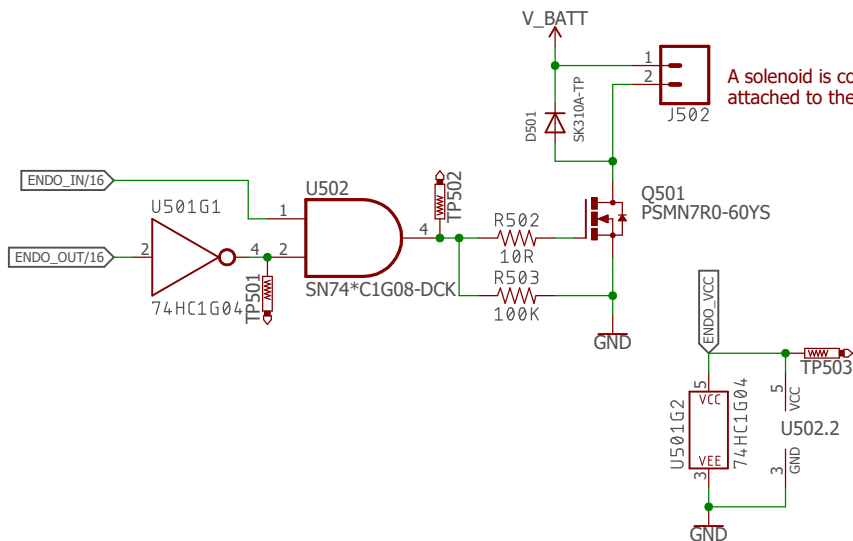 V_BATT
1
2
J502
A solenoid is co
attached to the
D501
SK310A-TP
ENDO_IN/16
U501G1
U502
TP502
Q501
PSMN7R0-60YS
1
ENDO_OUT/16
2
4
2
4
R502
10R
TP501
74HC1G04
SN74*C1G08-DCK
R503
100K
GND
ENDO_VCC
TP503
5
VCC
5
VCC
U501G2
74HC1G04
U502.2
VEE
3
3
GND
GND